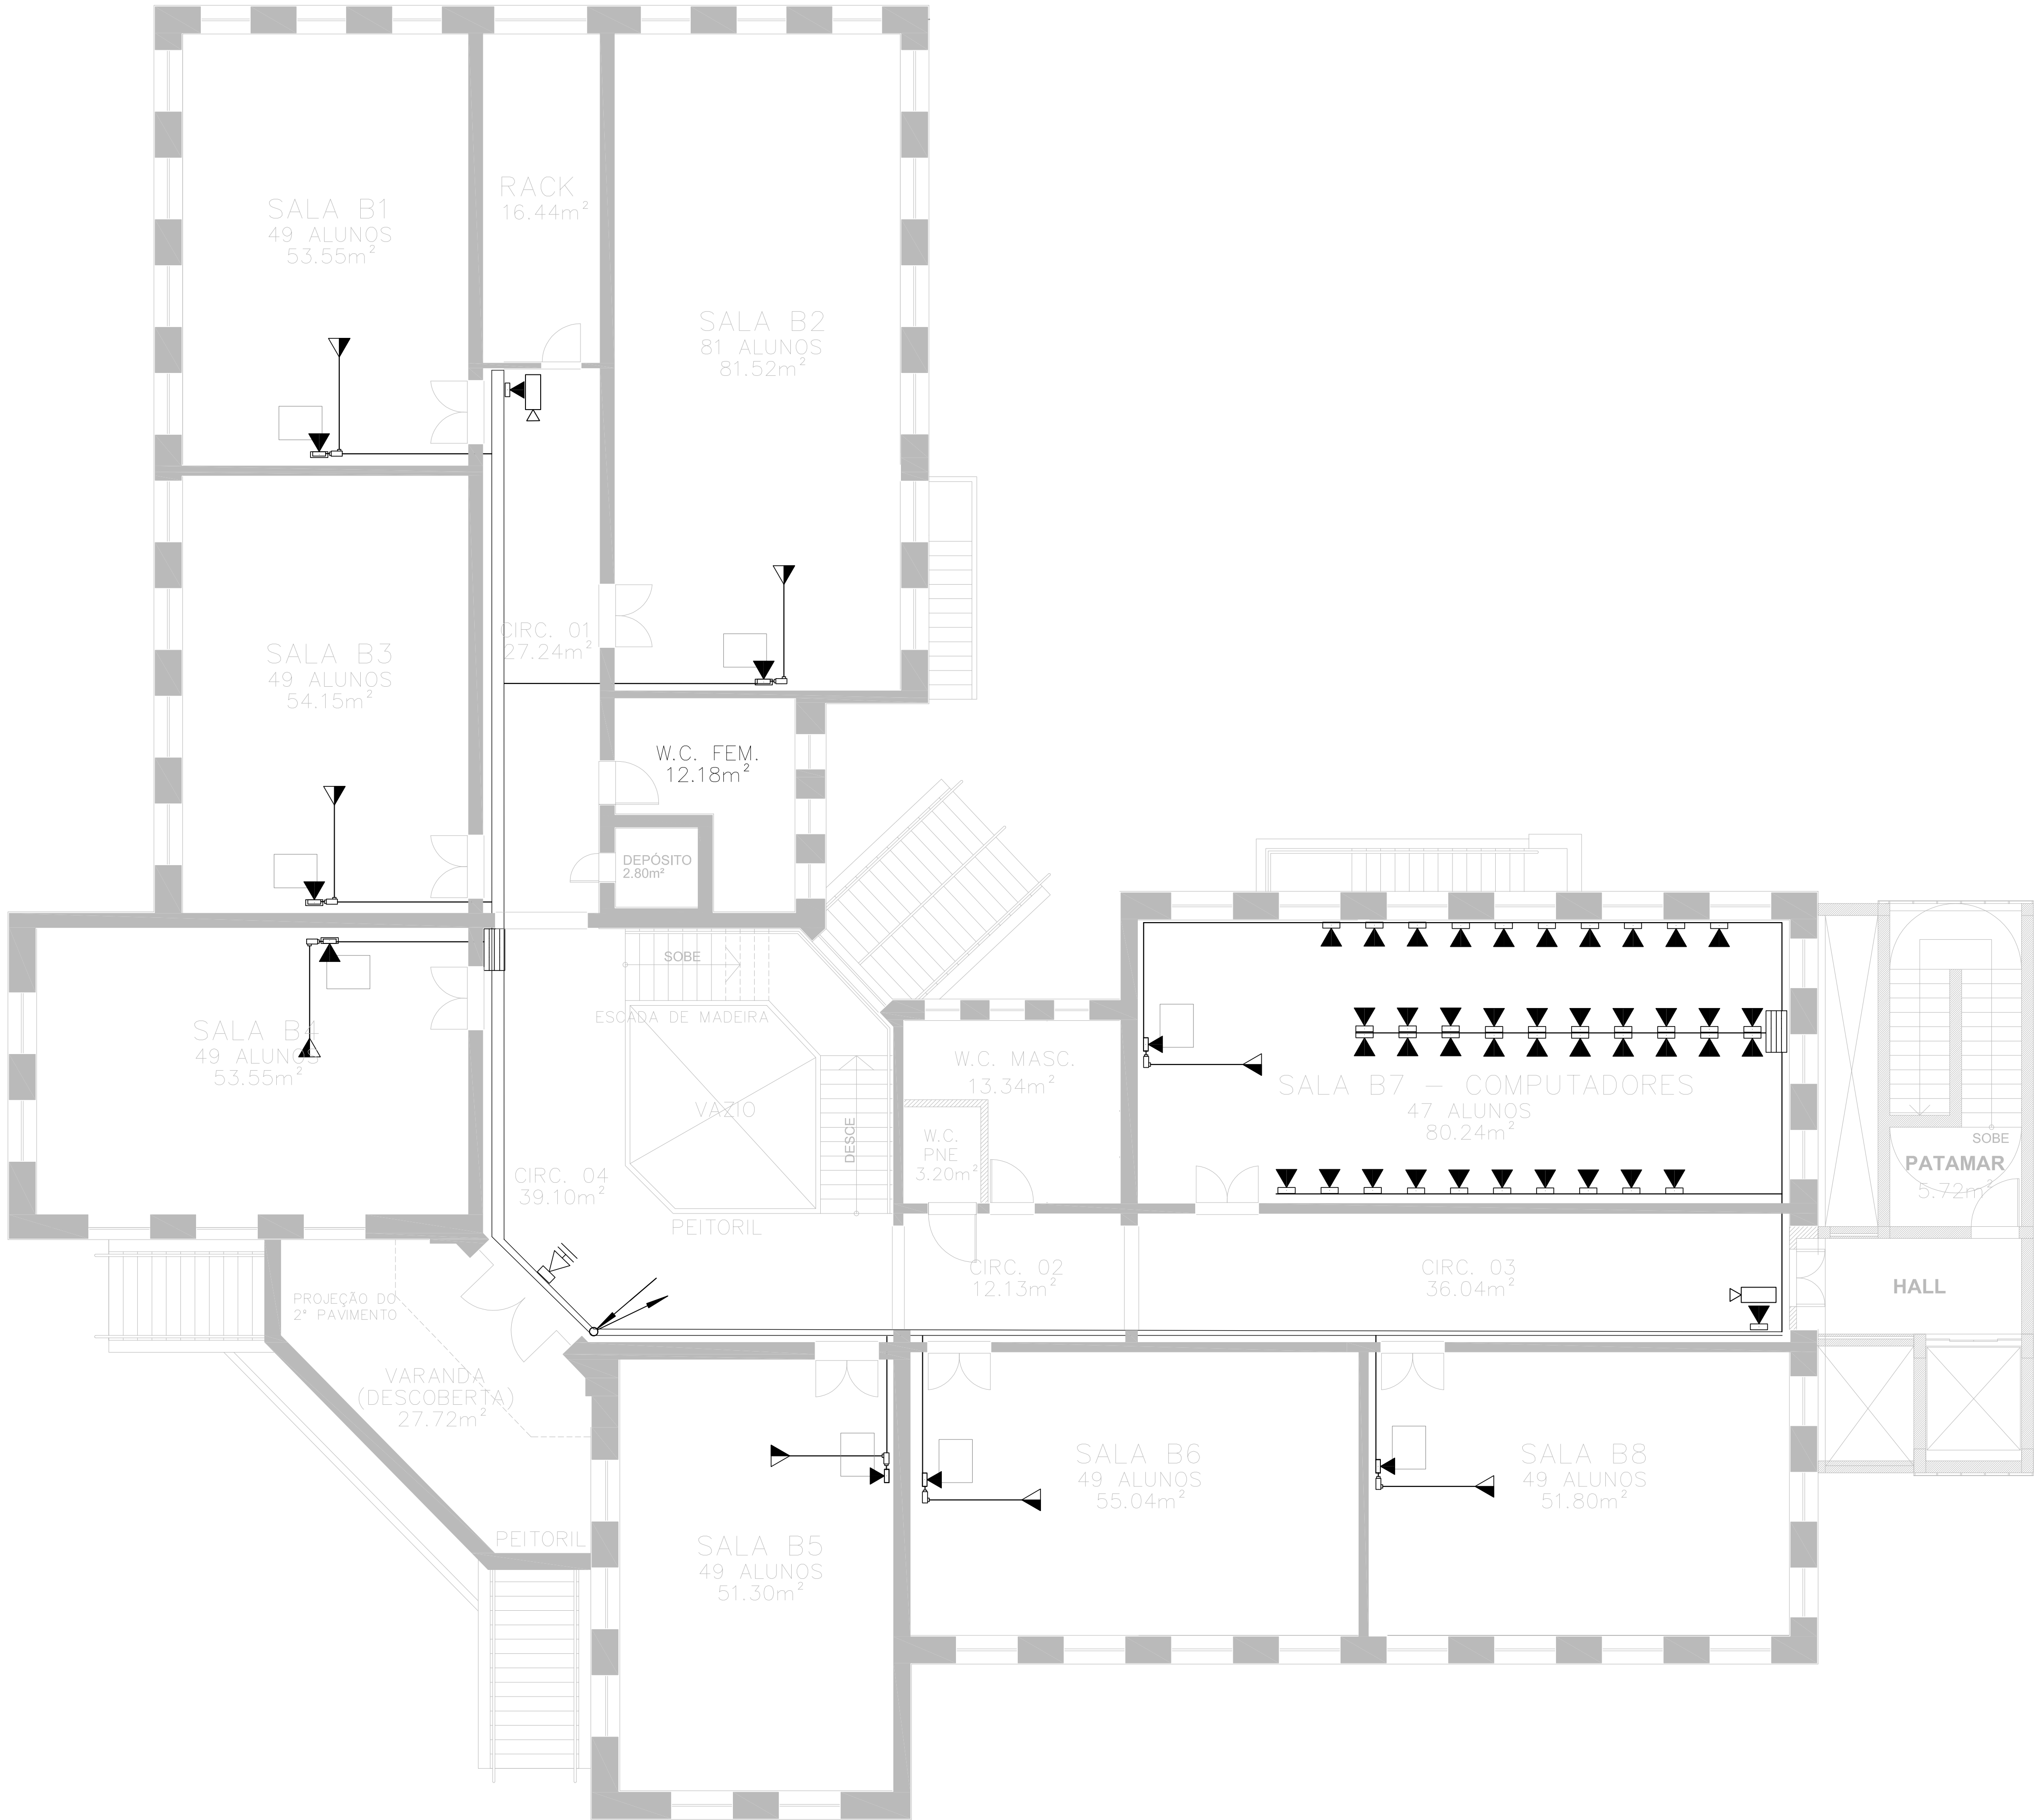 SALA B1
49 ALUNOS
53.55m²
RACK
16.44m²
SALA B2
81 ALUNOS
81.52m²
SALA B3
49 ALUNOS
54.15m²
CIRC. 01
27.24m²
W.C. FEM.
12.18m²
DEPÓSITO
2.80m²
SALA B4
49 ALUNOS
53.55m²
SOBE
ESCADA DE MADEIRA
VAZIO
DESCE
CIRC. 04
39.10m²
PEITORIL
W.C. MASC.
13.34m²
W.C.
PNE
3.20m²
SALA B7 - COMPUTADORES
47 ALUNOS
80.24m²
SOBE
PATAMAR
5.72m²
CIRC. 02
12.13m²
CIRC. 03
36.04m²
HALL
PROJEÇÃO DO
2º PAVIMENTO
VARANDA
(DESCOBERTA)
27.72m²
PEITORIL
SALA B5
49 ALUNOS
51.30m²
SALA B6
49 ALUNOS
55.04m²
SALA B8
49 ALUNOS
51.80m²